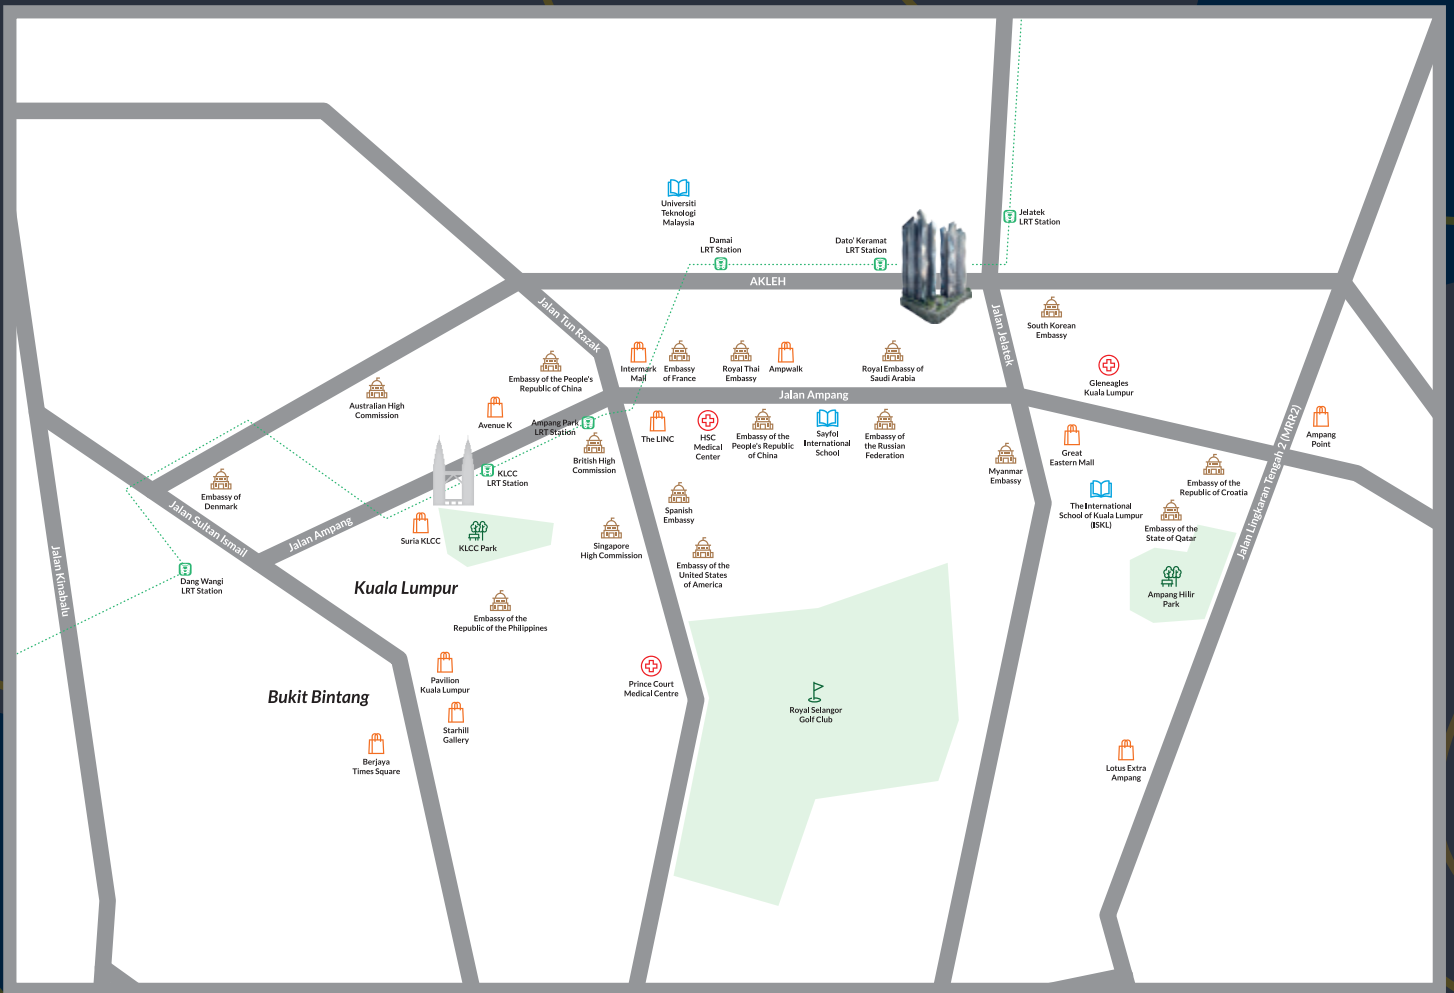 Universiti
Teknologi
Malaysia
Jelatek
LRT Station
Damai
LRT Station
Dato' Keramat
LRT Station
AKLEH
Jalan Tun Razak
Jalan Jelatek
South Korean
Embassy
Intermark
Mall
Embassy
of France
Royal Thai
Embassy
Ampwalk
Royal Embassy of
Saudi Arabia
Gleneagles
Kuala Lumpur
Embassy of the People's
Republic of China
Australian High
Commission
Avenue K
Ampang Park
LRT Station
Jalan Ampang
The LINC
HSC
Medical
Center
Embassy of the
People's Republic
of China
Sayfol
International
School
Embassy of
the Russian
Federation
Ampang
Point
Great
Eastern Mall
British High
Commission
Myanmar
Embassy
KLCC
LRT Station
Embassy of the
Republic of Croatia
Embassy of
Denmark
Jalan Sultan Ismail
Jalan Ampang
Suria KLCC
KLCC Park
Spanish
Embassy
The International
School of Kuala Lumpur
(ISKL)
Embassy of the
State of Qatar
Jalan Lingkaran Tengah 2 (MRR2)
Singapore
High Commission
Embassy of the
United States
of America
Jalan Kinabalu
Dang Wangi
LRT Station
Kuala Lumpur
Ampang Hilir
Park
Embassy of the
Republic of the Philippines
Pavilion
Kuala Lumpur
Prince Court
Medical Centre
Bukit Bintang
Royal Selangor
Golf Club
Starhill
Gallery
Berjaya
Times Square
Lotus Extra
Ampang